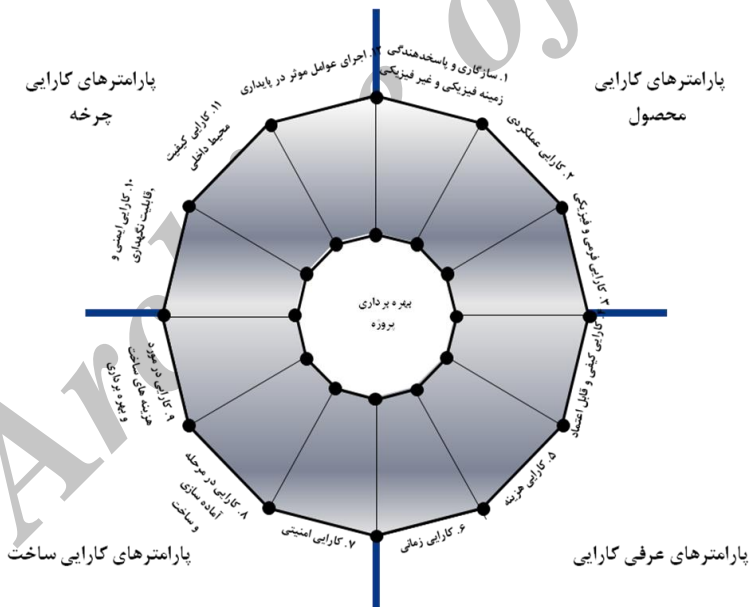 پارامترهای کارایی
محصول
۱. سازگاری و پاسخدهندگی
زمینه فیزیکی و غیر فیزیکی
۲. کارایی عملکردی
۳. کارایی فرمی و فیزیکی
کارایی کیفی و قابل اعتماد
۵. کارایی هزینه
۶. کارایی زمانی
پارامترهای عرفی کارایی
۷. کارایی امنیتی
۸. کارایی در مرحله
آماده سازی
و ساخت
۹. کارایی در مورد
هزینه های ساخت
و بهره برداری
پارامترهای کارایی ساخت
۱۰. کارایی ایمنی و
قابلیت نگهداری
۱۱. کارایی کیفیت
محیط داخلی
۱۲. اجرای عوامل موثر در پایداری
پارامترهای کارایی
چرخه
بهره برداری
پروژه